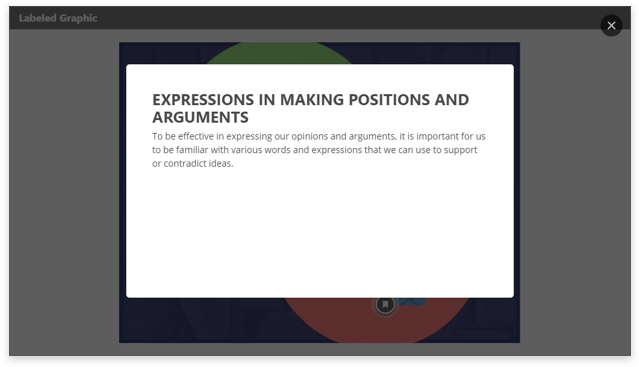 Labeled Graphic
EXPRESSIONS IN MAKING POSITIONS AND
ARGUMENTS
To be effective in expressing our opinions and arguments, it is important for us
to be familiar with various words and expressions that we can use to support
or contradict ideas.